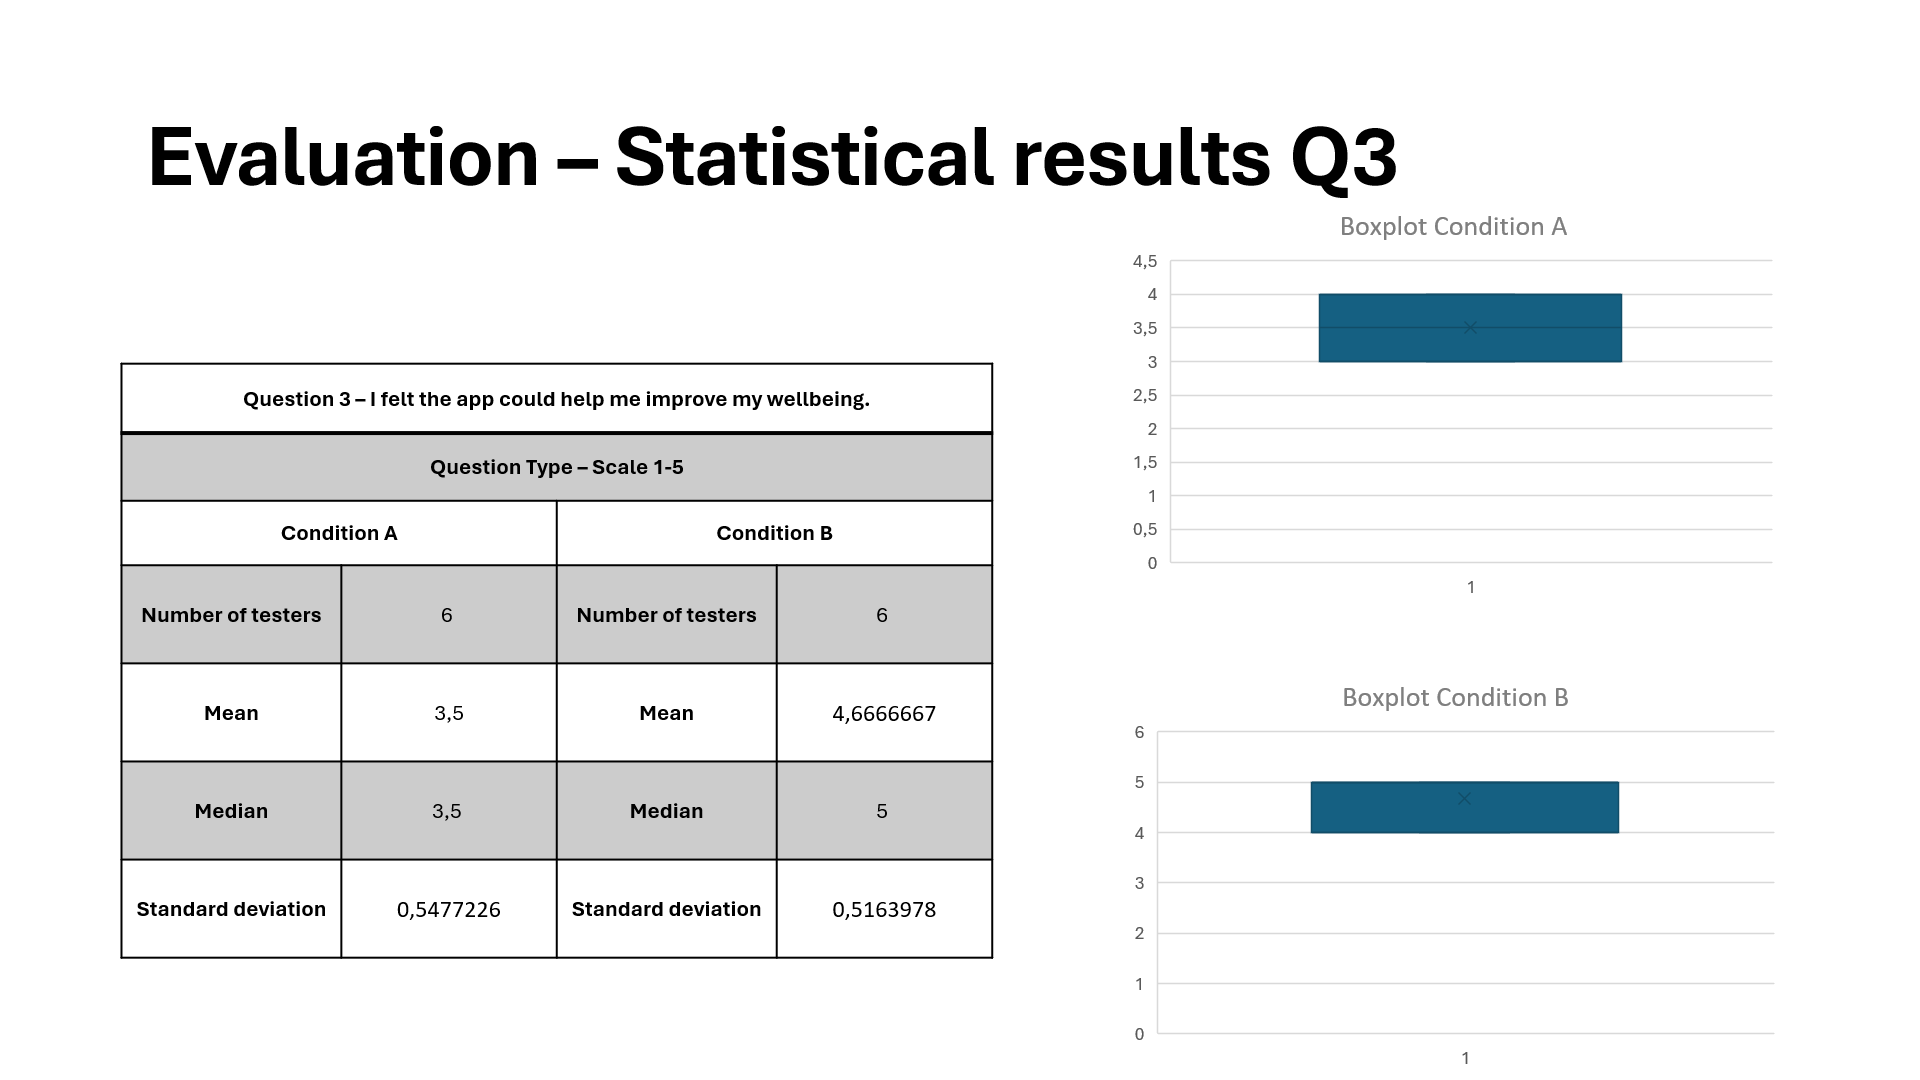 Evaluation – Statistical results Q3
Question 3 – I felt the app could help me improve my wellbeing.
Question Type – Scale 1-5
Condition A Condition B
Number of testers 6 Number of testers 6
Mean 3,5 Mean 4,6666667
Median 3,5 Median 5
Standard deviation 0,5477226 Standard deviation 0,5163978
Boxplot Condition A
4,5
4
3,5
3
2,5
2
1,5
1
0,5
0
1
Boxplot Condition B
6
5
4
3
2
1
0
1